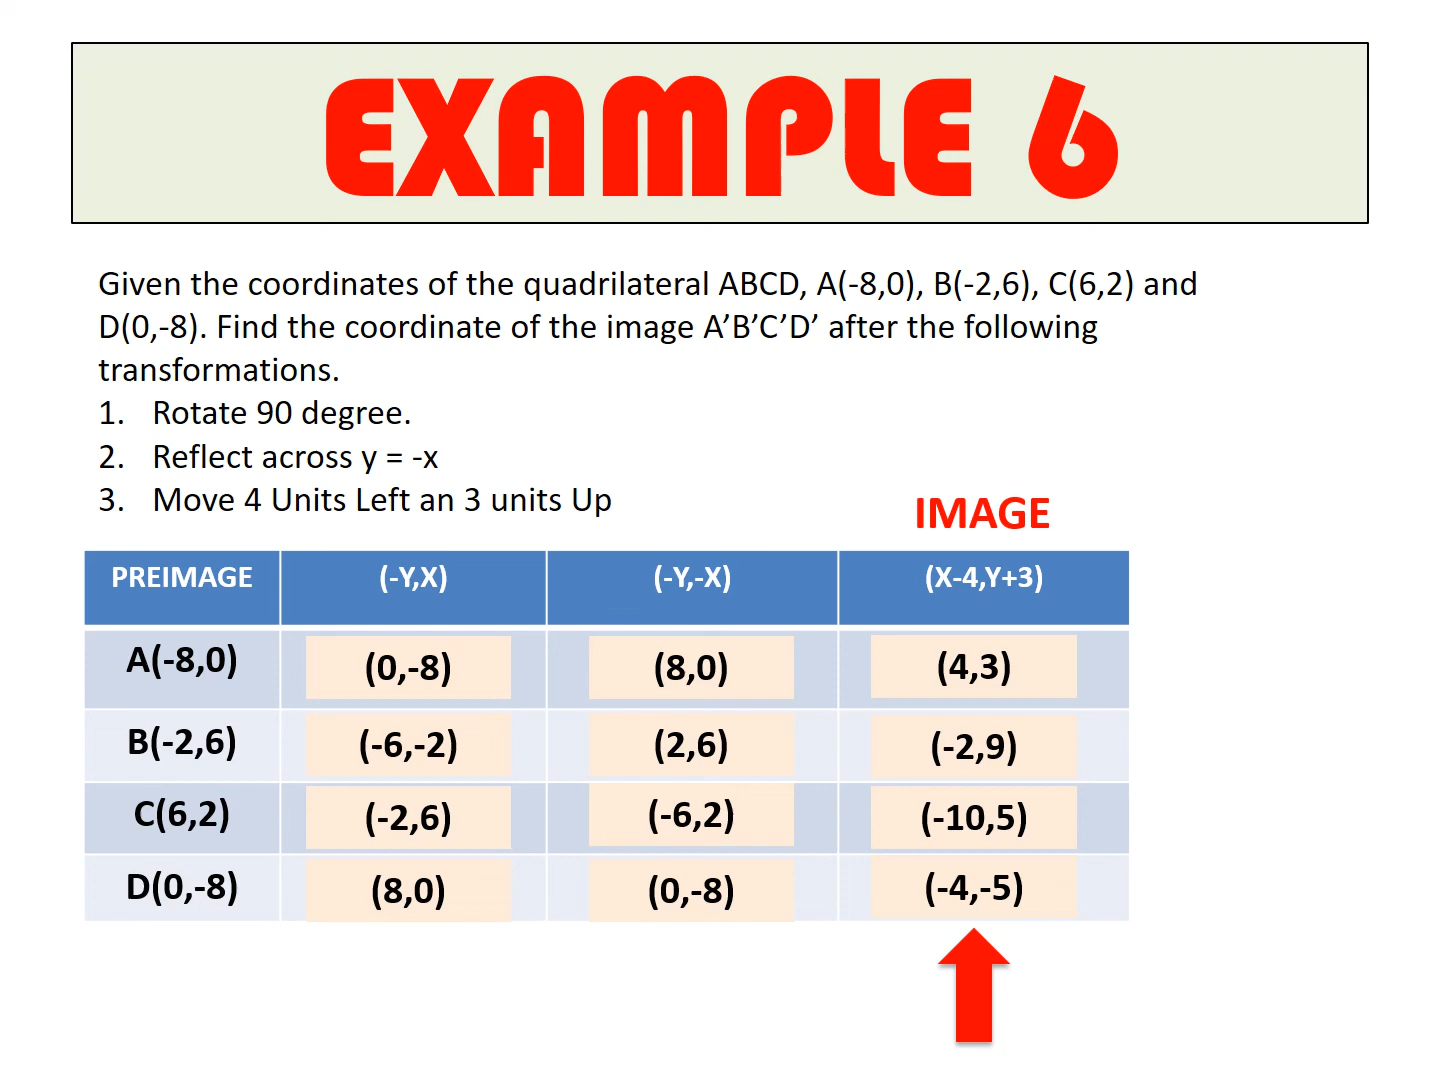 EXAMPLE 6
Given the coordinates of the quadrilateral ABCD, A(-8,0), B(-2,6), C(6,2) and
D(0,-8). Find the coordinate of the image A’B’C’D’ after the following
transformations.
1. Rotate 90 degree.
2. Reflect across y = -x
3. Move 4 Units Left an 3 units Up
IMAGE
PREIMAGE (-Y,X) (-Y,-X) (X-4,Y+3)
A(-8,0) (0,-8) (8,0) (4,3)
B(-2,6) (-6,-2) (2,6) (-2,9)
C(6,2) (-2,6) (-6,2) (-10,5)
D(0,-8) (8,0) (0,-8) (-4,-5)